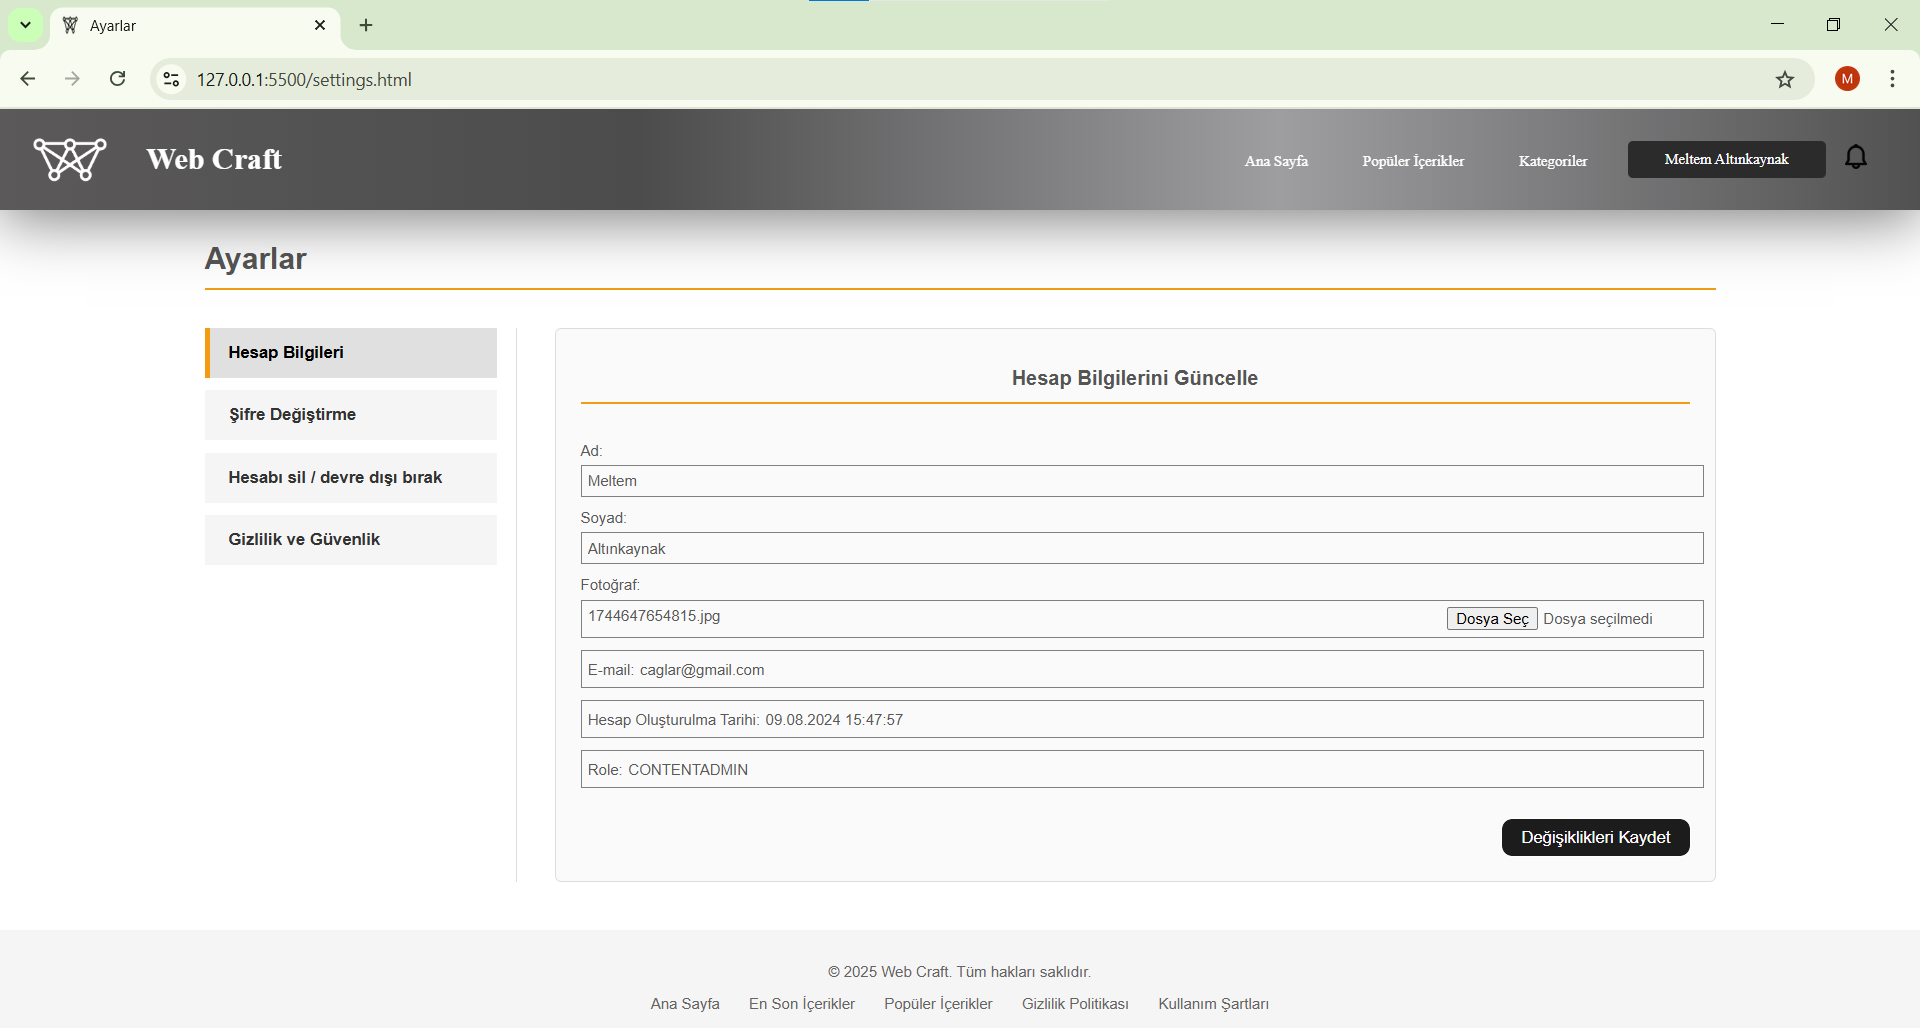 Ayarlar
127.0.0.1:5500/settings.html
M
Web Craft
Ana Sayfa
Popüler İçerikler
Kategoriler
Meltem Altınkaynak
Ayarlar
Hesap Bilgileri
Şifre Değiştirme
Hesabı sil / devre dışı bırak
Gizlilik ve Güvenlik
Hesap Bilgilerini Güncelle
Ad:
Meltem
Soyad:
Altınkaynak
Fotoğraf:
1744647654815.jpg Dosya Seç Dosya seçilmedi
E-mail: caglar@gmail.com
Hesap Oluşturulma Tarihi: 09.08.2024 15:47:57
Role: CONTENTADMIN
Değişiklikleri Kaydet
© 2025 Web Craft. Tüm hakları saklıdır.
Ana Sayfa En Son İçerikler Popüler İçerikler Gizlilik Politikası Kullanım Şartları